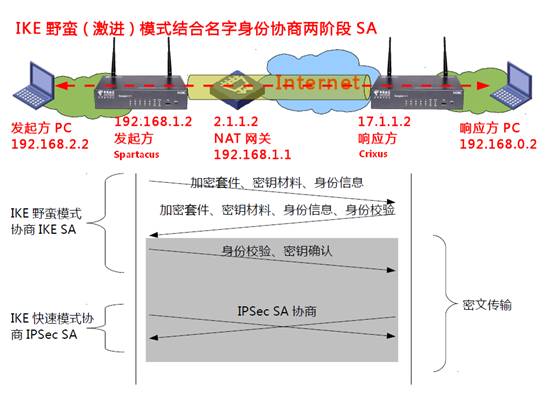 IKE 野蛮（激进）模式结合名字身份协商两阶段 SA
Internet
发起方 PC
192.168.2.2
192.168.1.2
发起方
Spartacus
2.1.1.2
NAT 网关
192.168.1.1
17.1.1.2
响应方
Crixus
响应方 PC
192.168.0.2
加密套件、密钥材料、身份信息
加密套件、密钥材料、身份信息、身份校验
IKE 野蛮模式
协商 IKE SA
身份校验、密钥确认
密文传输
IKE 快速模式协
商 IPSec SA
IPSec SA 协商